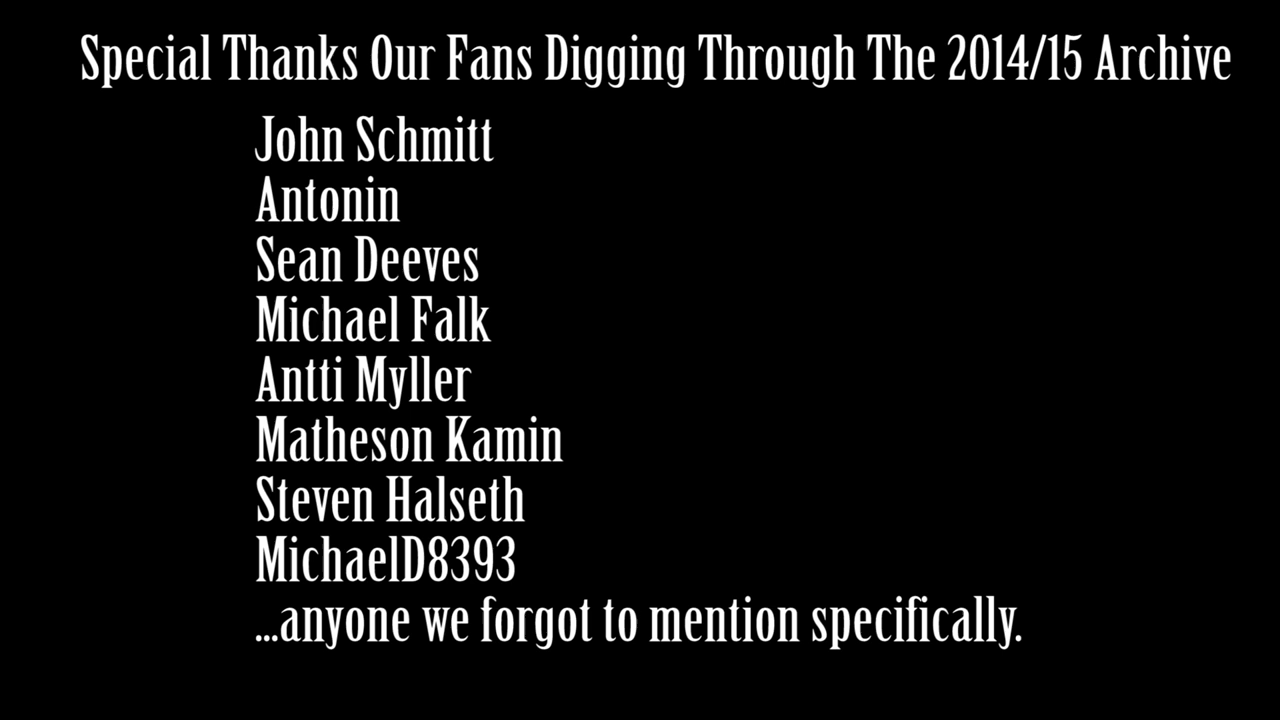 Special Thanks Our Fans Digging Through The 2014/15 Archive
John Schmitt
Antonin
Sean Deeves
Michael Falk
Antti Myller
Matheson Kamin
Steven Halseth
MichaelD8393
...anyone we forgot to mention specifically.